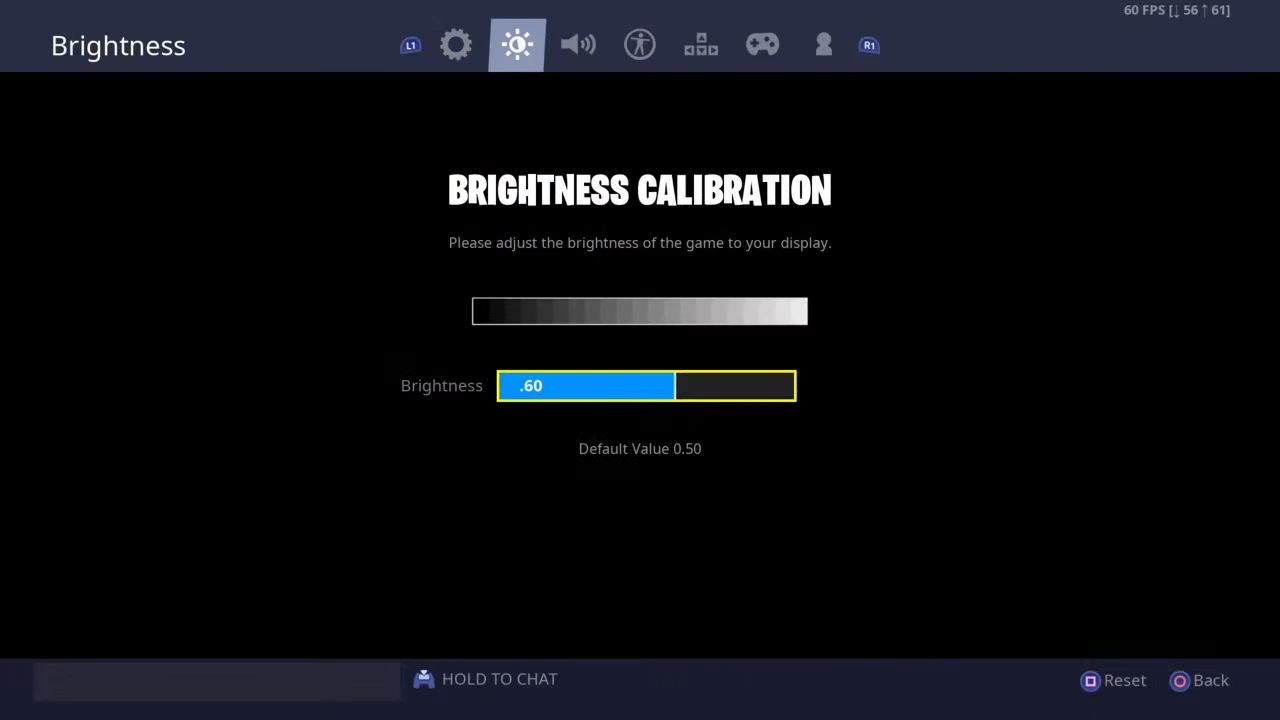 60 FPS [↓ 56 ↑ 61]
Brightness
L1
R1
BRIGHTNESS CALIBRATION
Please adjust the brightness of the game to your display.
Brightness .60
Default Value 0.50
HOLD TO CHAT
Reset
Back